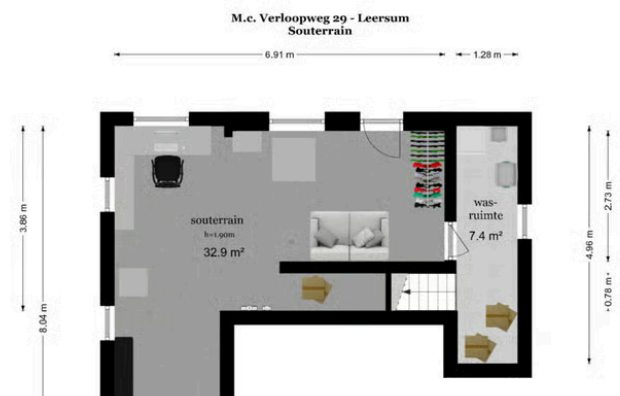 M.c. Verloopweg 29 - Leersum
Souterrain
6.91 m
1.28 m
3.86 m
8.04 m
souterrain
h=1.90m
32.9 m²
was-
ruimte
7.4 m²
4.96 m
2.73 m
0.78 m